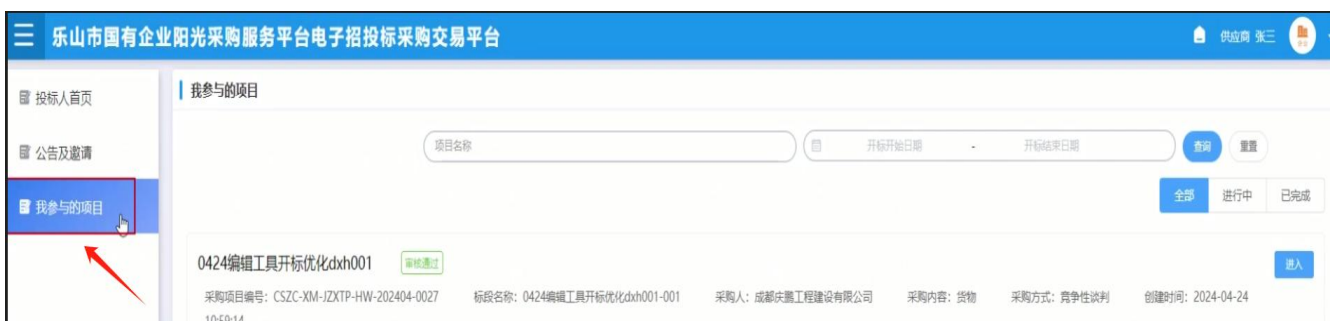 乐山市国有企业阳光采购服务平台电子招投标采购交易平台
供应商 张三
投标人首页
公告及邀请
我参与的项目
我参与的项目
项目名称
开标开始日期 - 开标结束日期
查询
重置
全部
进行中
已完成
0424编辑工具开标优化dxh001
审核通过
进入
采购项目编号：CSZC-XM-JZXTP-HW-202404-0027 标段名称：0424编辑工具开标优化dxh001-001 采购人：成都庆鹏工程建设有限公司 采购内容：货物 采购方式：竞争性谈判 创建时间：2024-04-24
10:59:14